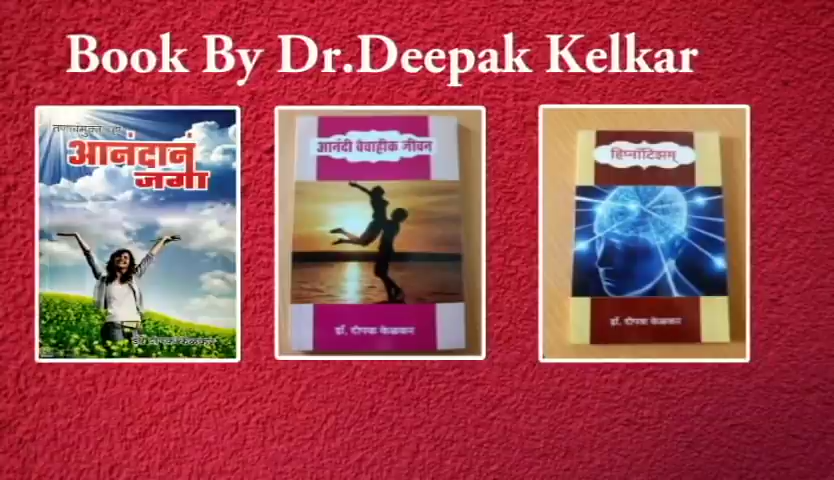 Book By Dr.Deepak Kelkar
आनंदानं
जगा
आनंदी वेवाहीक जीवन
डॉ. दीपक केळकर
हिप्नॉटिझम्
डॉ. दीपक केळकर